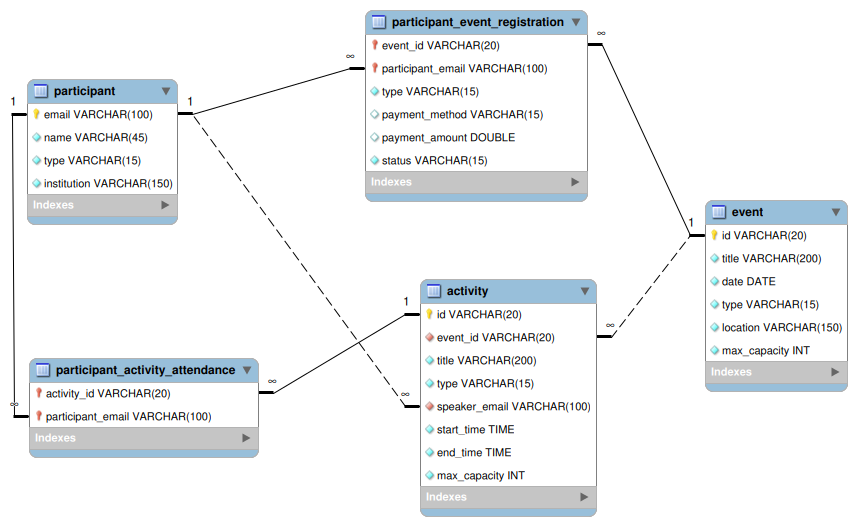 participant_event_registration
event_id VARCHAR(20)
participant_email VARCHAR(100)
type VARCHAR(15)
payment_method VARCHAR(15)
payment_amount DOUBLE
status VARCHAR(15)
Indexes
∞
∞
participant
email VARCHAR(100)
name VARCHAR(45)
type VARCHAR(15)
institution VARCHAR(150)
Indexes
1
1
event
id VARCHAR(20)
title VARCHAR(200)
date DATE
type VARCHAR(15)
location VARCHAR(150)
max_capacity INT
Indexes
1
activity
id VARCHAR(20)
event_id VARCHAR(20)
title VARCHAR(200)
type VARCHAR(15)
speaker_email VARCHAR(100)
start_time TIME
end_time TIME
max_capacity INT
Indexes
1
∞
∞
participant_activity_attendance
activity_id VARCHAR(20)
participant_email VARCHAR(100)
Indexes
∞
∞